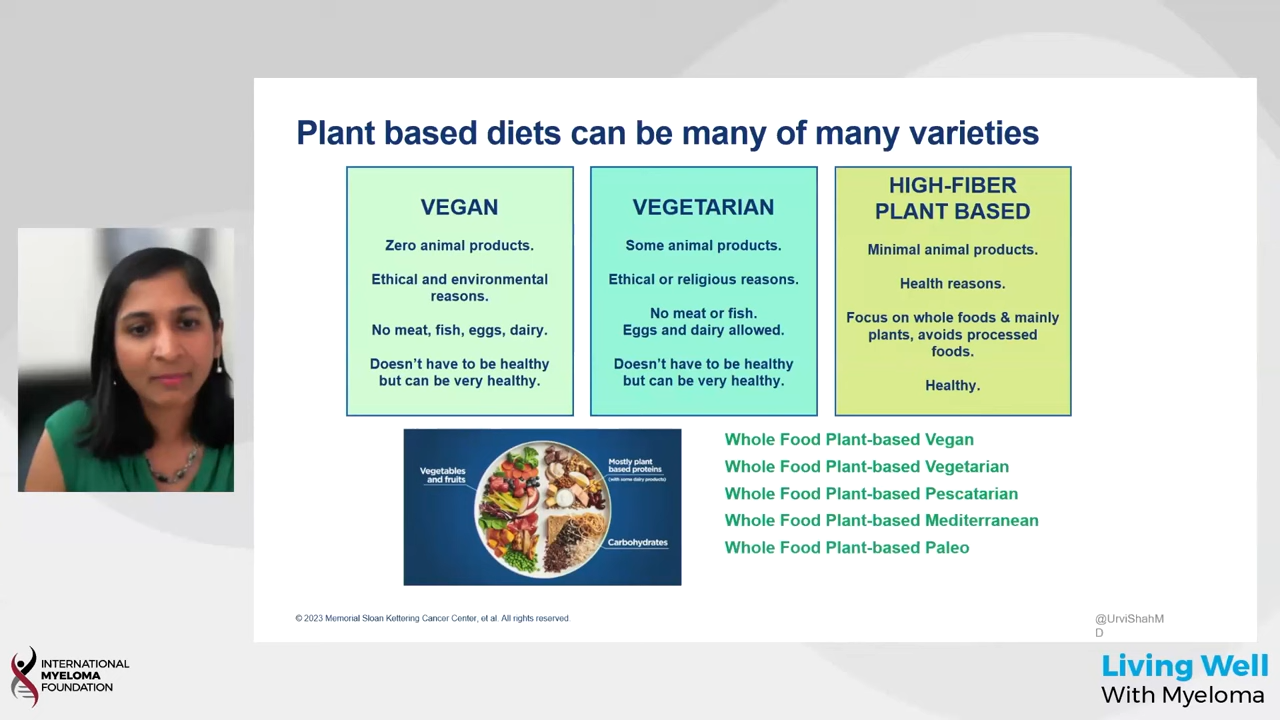 Plant based diets can be many of many varieties
VEGAN
Zero animal products.
Ethical and environmental
reasons.
No meat, fish, eggs, dairy.
Doesn't have to be healthy
but can be very healthy.
VEGETARIAN
Some animal products.
Ethical or religious reasons.
No meat or fish.
Eggs and dairy allowed.
Doesn't have to be healthy
but can be very healthy.
HIGH-FIBER
PLANT BASED
Minimal animal products.
Health reasons.
Focus on whole foods & mainly
plants, avoids processed
foods.
Healthy.
Vegetables
and fruits
Mostly plant
based proteins
(with some dairy products)
Carbohydrates
Whole Food Plant-based Vegan
Whole Food Plant-based Vegetarian
Whole Food Plant-based Pescatarian
Whole Food Plant-based Mediterranean
Whole Food Plant-based Paleo
© 2023 Memorial Sloan Kettering Cancer Center, et al. All rights reserved.
@UrviShahM
D
INTERNATIONAL
MYELOMA
FOUNDATION
Living Well
With Myeloma